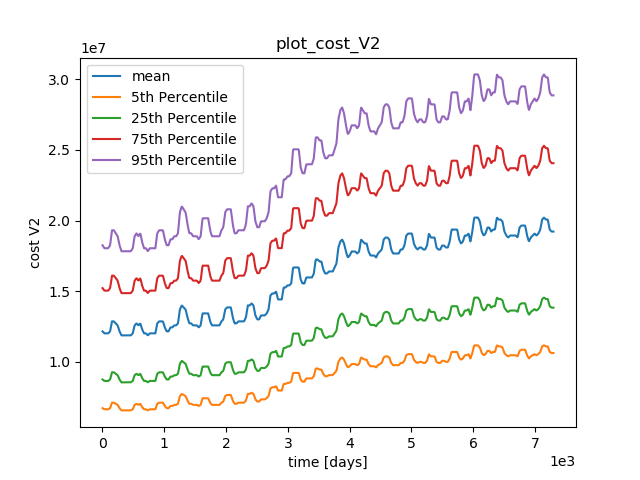 plot_cost_V2
1e7
mean
5th Percentile
25th Percentile
75th Percentile
95th Percentile
3.0
2.5
2.0
1.5
1.0
cost V2
0 1 2 3 4 5 6 7
time [days]
1e3